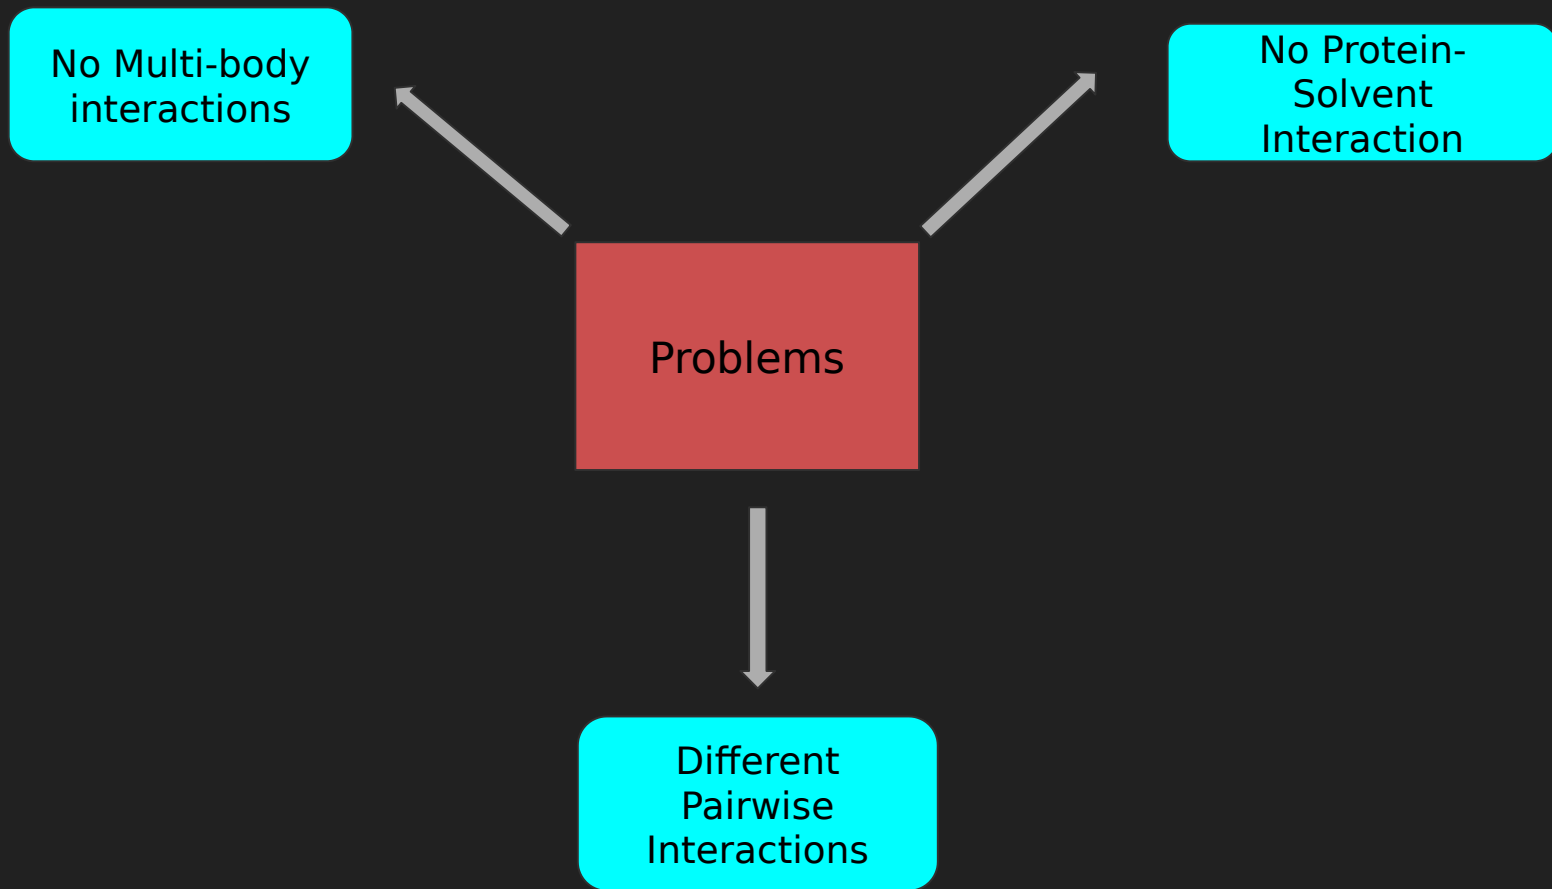 No Multi-body
interactions
No Protein-
Solvent
Interaction
Problems
Different
Pairwise
Interactions